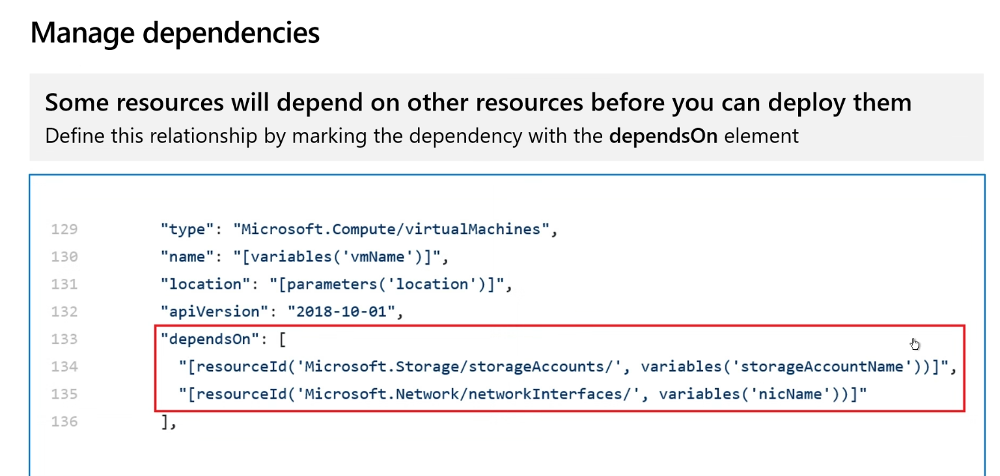 Manage dependencies
Some resources will depend on other resources before you can deploy them
Define this relationship by marking the dependency with the dependsOn element
129 "type": "Microsoft.Compute/virtualMachines",
130 "name": "[variables('vmName')]",
131 "location": "[parameters('location')]",
132 "apiVersion": "2018-10-01",
133 "dependsOn": [
134 "[resourceId('Microsoft.Storage/storageAccounts/', variables('storageAccountName'))]",
135 "[resourceId('Microsoft.Network/networkInterfaces/', variables('nicName'))]"
136 ],